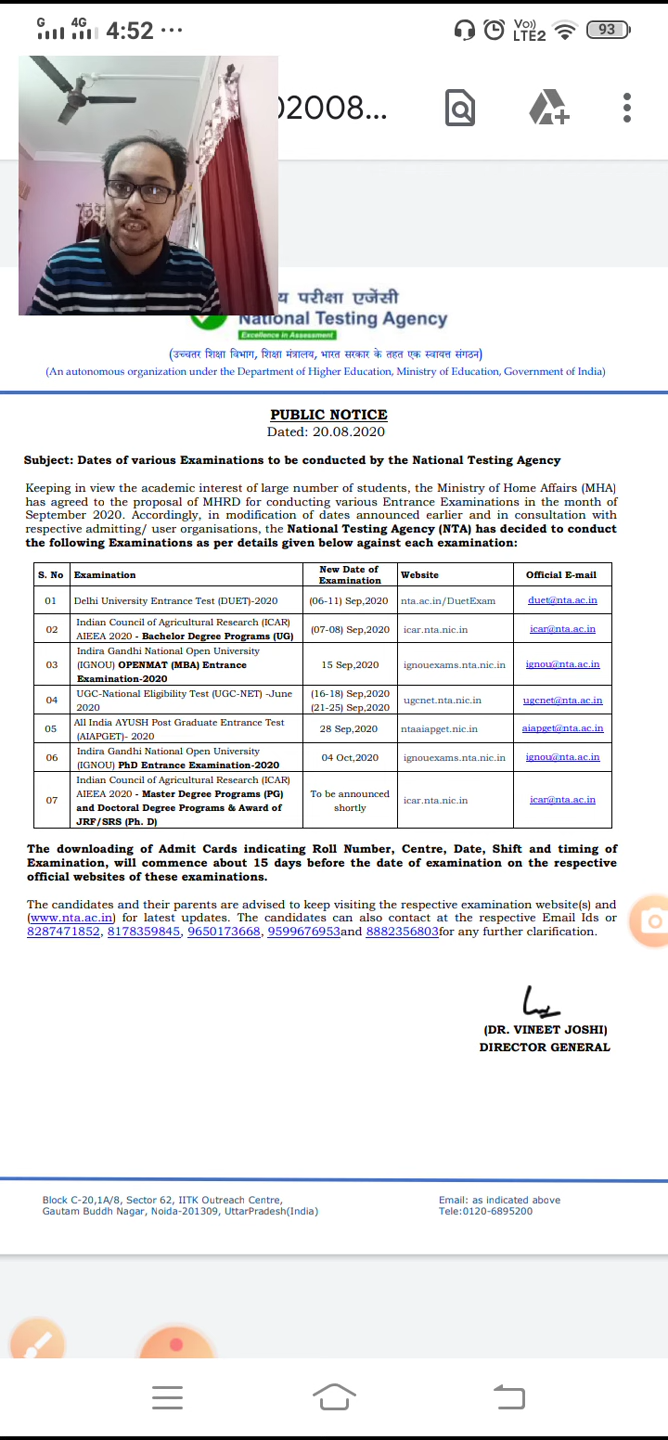 G 4G 4:52 ... Vo)) LTE2 93
02008...
य परीक्षा एजेंसी
National Testing Agency
Excellence in Assessment
(उच्चतर शिक्षा विभाग, शिक्षा मंत्रालय, भारत सरकार के तहत एक स्वायत्त संगठन)
(An autonomous organization under the Department of Higher Education, Ministry of Education, Government of India)
PUBLIC NOTICE
Dated: 20.08.2020
Subject: Dates of various Examinations to be conducted by the National Testing Agency
Keeping in view the academic interest of large number of students, the Ministry of Home Affairs (MHA)
has agreed to the proposal of MHRD for conducting various Entrance Examinations in the month of
September 2020. Accordingly, in modification of dates announced earlier and in consultation with
respective admitting/ user organisations, the National Testing Agency (NTA) has decided to conduct
the following Examinations as per details given below against each examination:
S. No Examination New Date of Examination Website Official E-mail
01 Delhi University Entrance Test (DUET)-2020 (06-11) Sep,2020 nta.ac.in/DuetExam duet@nta.ac.in
02 Indian Council of Agricultural Research (ICAR)
AIEEA 2020 - Bachelor Degree Programs (UG) (07-08) Sep,2020 icar.nta.nic.in icar@nta.ac.in
03 Indira Gandhi National Open University
(IGNOU) OPENMAT (MBA) Entrance
Examination-2020 15 Sep,2020 ignouexams.nta.nic.in ignou@nta.ac.in
04 UGC-National Eligibility Test (UGC-NET) -June
2020 (16-18) Sep,2020
(21-25) Sep,2020 ugcnet.nta.nic.in ugcnet@nta.ac.in
05 All India AYUSH Post Graduate Entrance Test
(AIAPGET)- 2020 28 Sep,2020 ntaaiapget.nic.in aiapget@nta.ac.in
06 Indira Gandhi National Open University
(IGNOU) PhD Entrance Examination-2020 04 Oct,2020 ignouexams.nta.nic.in ignou@nta.ac.in
07 Indian Council of Agricultural Research (ICAR)
AIEEA 2020 - Master Degree Programs (PG)
and Doctoral Degree Programs & Award of
JRF/SRS (Ph. D) To be announced
shortly icar.nta.nic.in icar@nta.ac.in
The downloading of Admit Cards indicating Roll Number, Centre, Date, Shift and timing of
Examination, will commence about 15 days before the date of examination on the respective
official websites of these examinations.
The candidates and their parents are advised to keep visiting the respective examination website(s) and
(www.nta.ac.in) for latest updates. The candidates can also contact at the respective Email Ids or
8287471852, 8178359845, 9650173668, 9599676953and 8882356803for any further clarification.
(DR. VINEET JOSHI)
DIRECTOR GENERAL
Block C-20,1A/8, Sector 62, IITK Outreach Centre,
Gautam Buddh Nagar, Noida-201309, UttarPradesh(India)
Email: as indicated above
Tele:0120-6895200